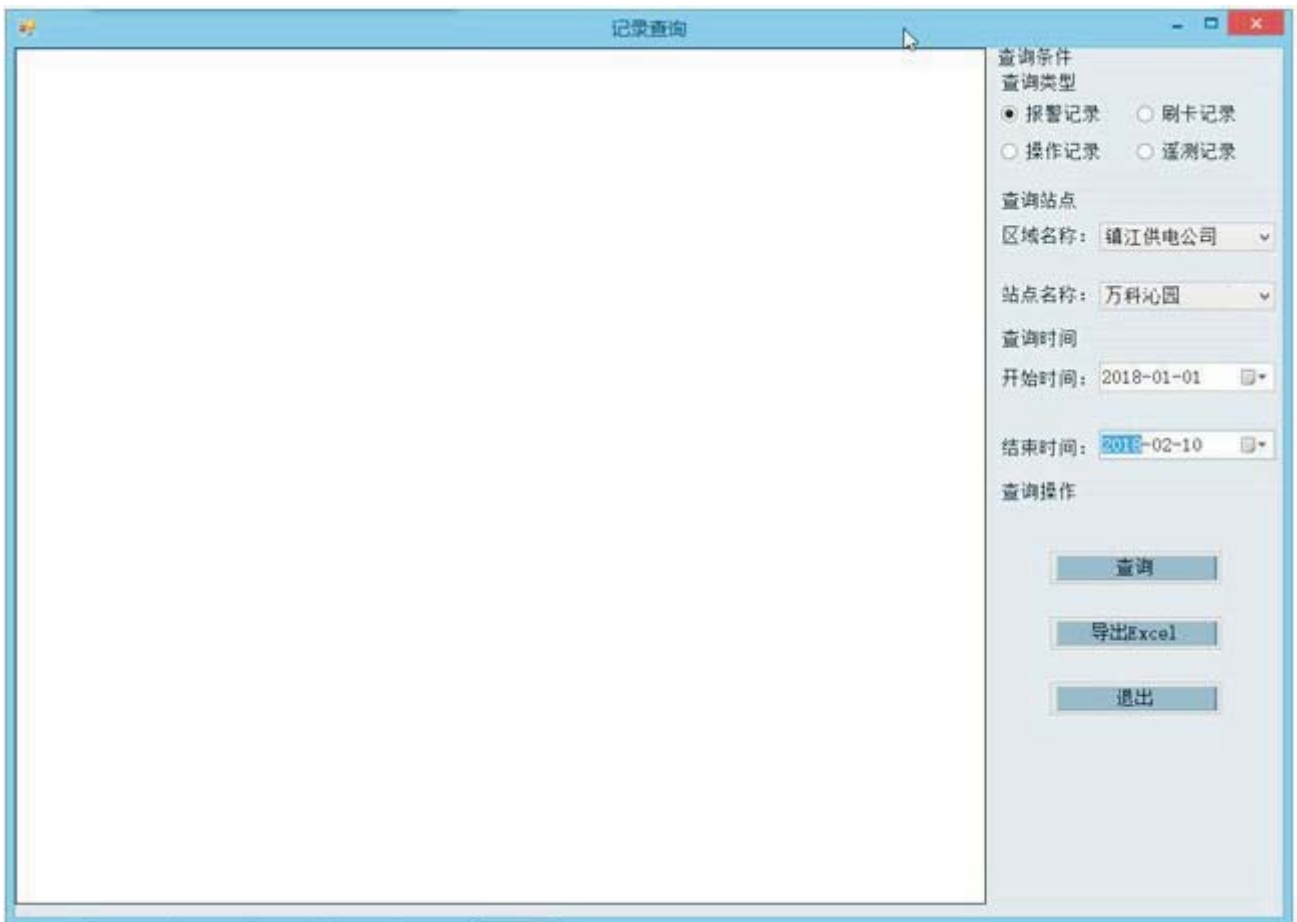 记录查询
查询条件
查询类型
报警记录 刷卡记录
操作记录 遥测记录
查询站点
区域名称: 镇江供电公司
站点名称: 万科沁园
查询时间
开始时间: 2018-01-01
结束时间: 2018-02-10
查询操作
查询
导出Excel
退出